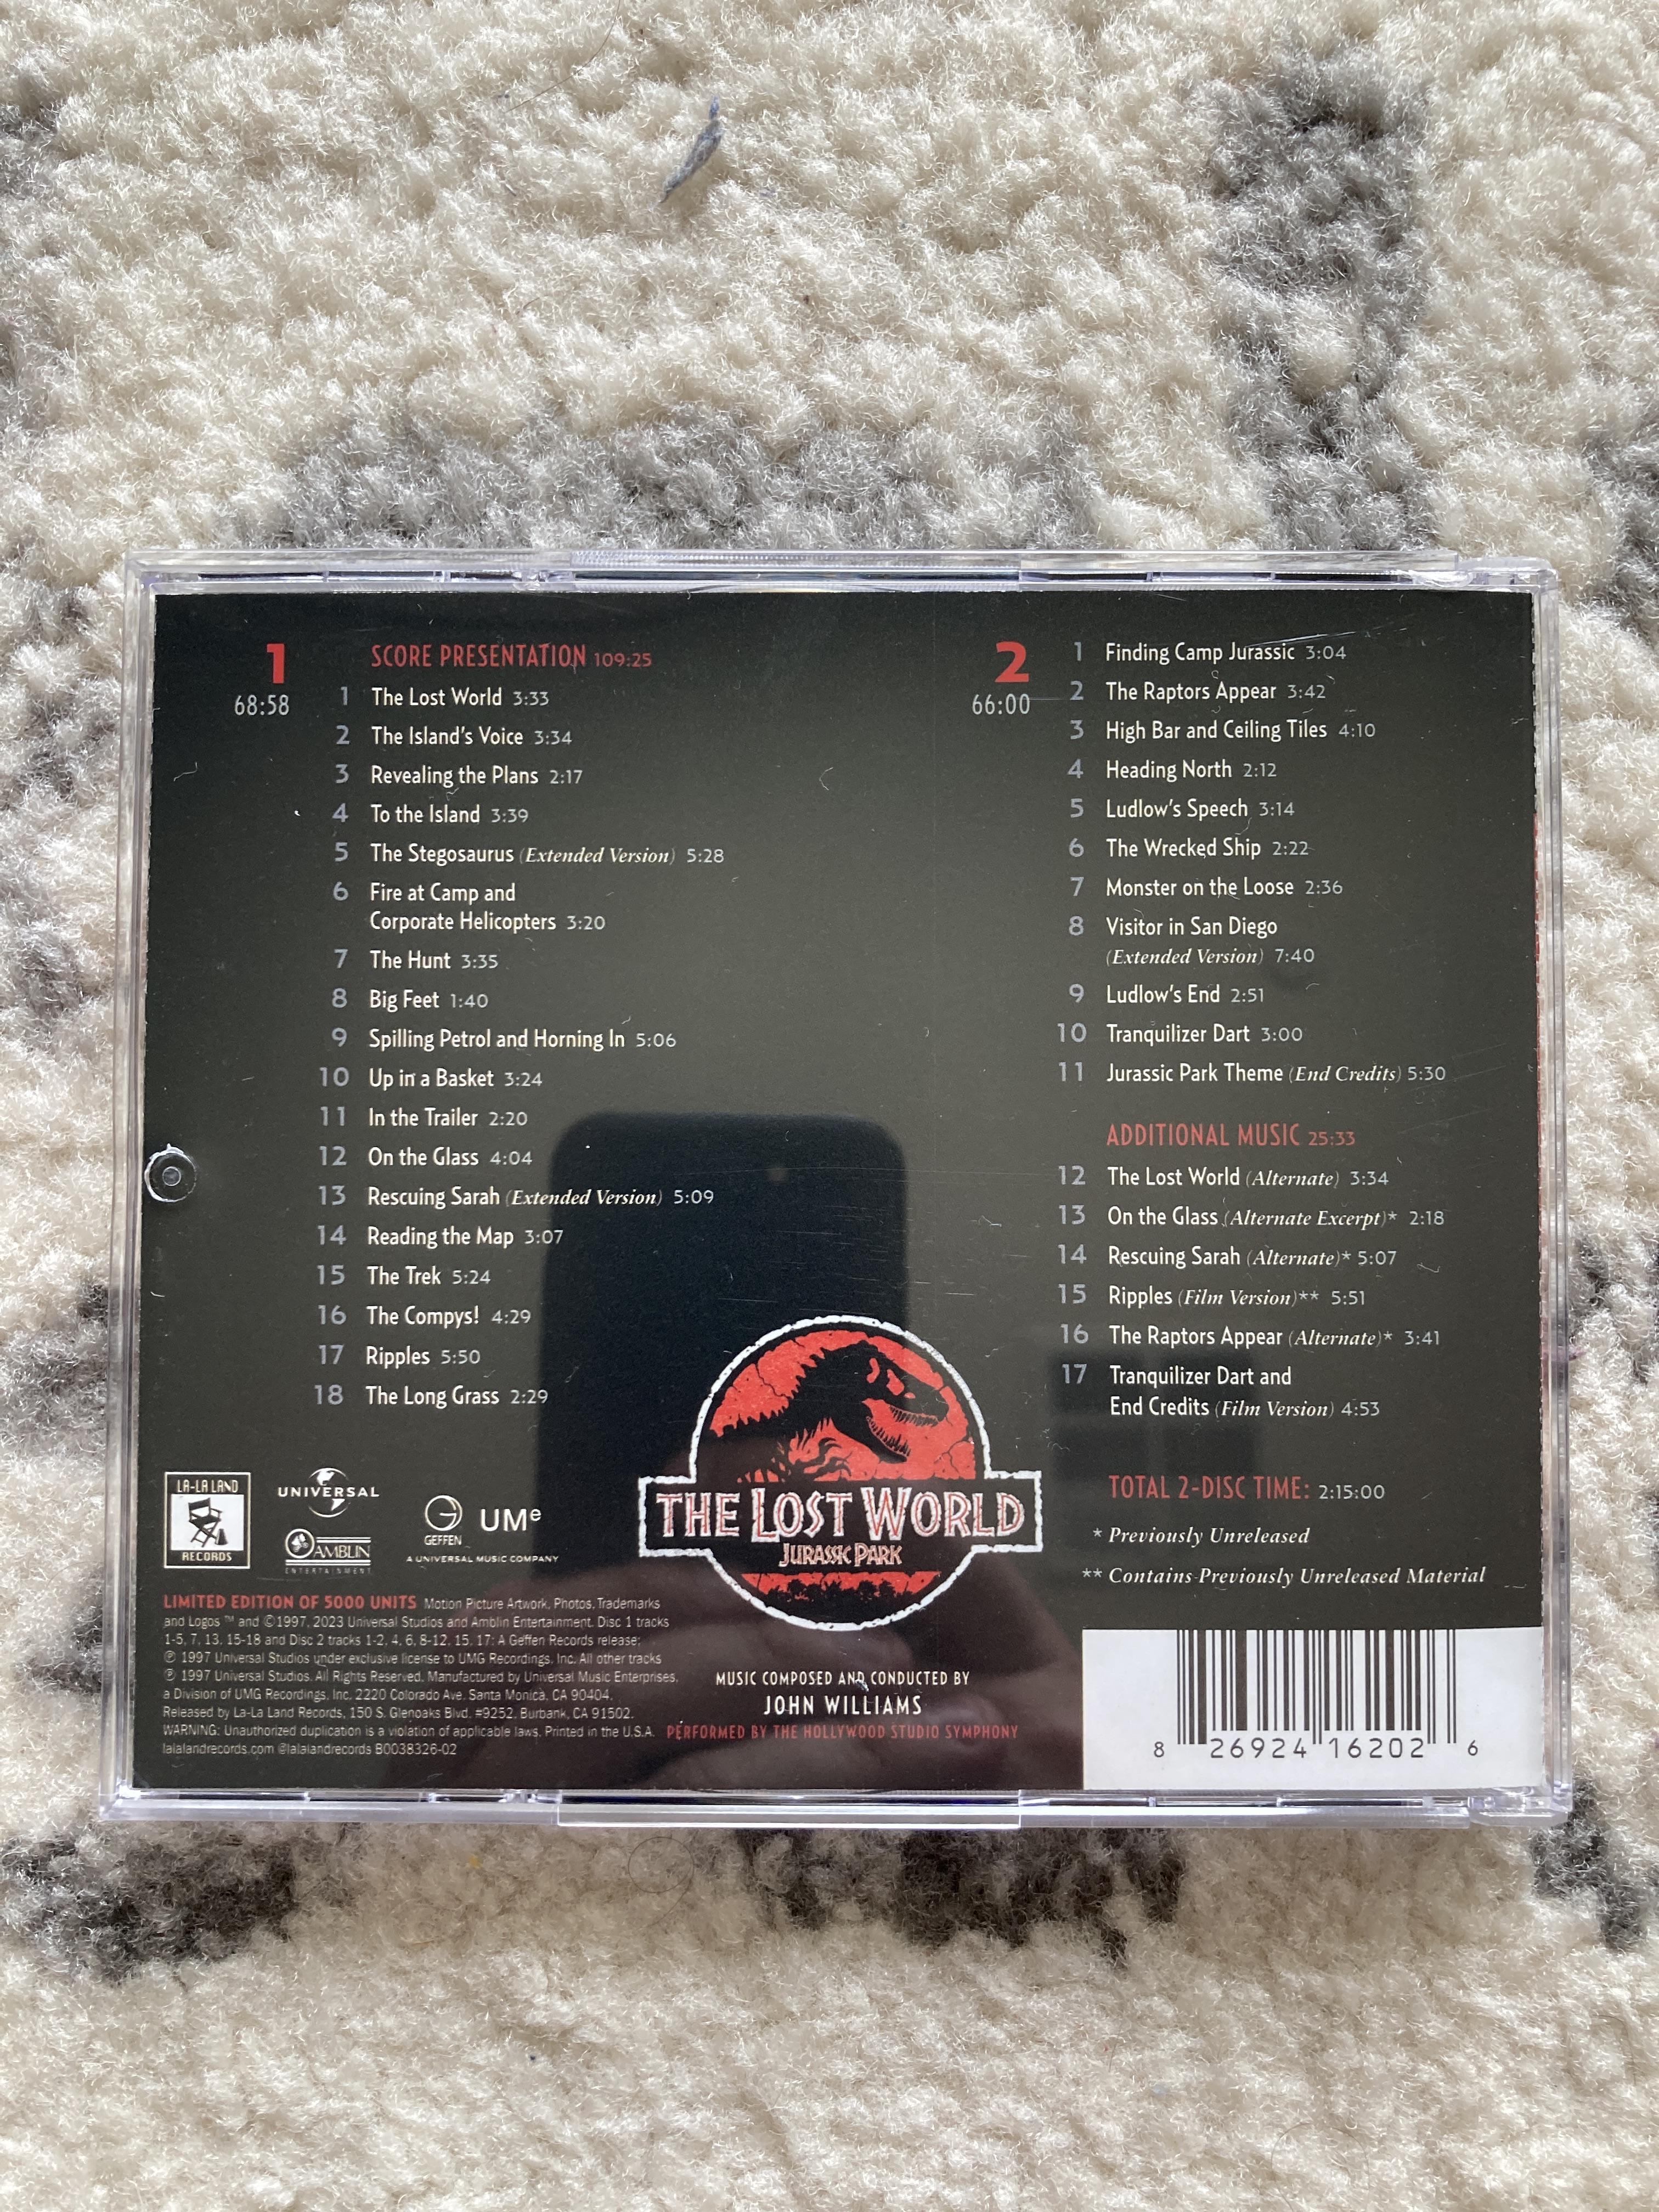 1
68:58
SCORE PRESENTATION 109:25
1 The Lost World 3:33
2 The Island's Voice 3:34
3 Revealing the Plans 2:17
4 To the Island 3:39
5 The Stegosaurus (Extended Version) 5:28
6 Fire at Camp and
Corporate Helicopters 3:20
7 The Hunt 3:35
8 Big Feet 1:40
9 Spilling Petrol and Horning In 5:06
10 Up in a Basket 3:24
11 In the Trailer 2:20
12 On the Glass 4:04
13 Rescuing Sarah (Extended Version) 5:09
14 Reading the Map 3:07
15 The Trek 5:24
16 The Compys! 4:29
17 Ripples 5:50
18 The Long Grass 2:29
2
66:00
1 Finding Camp Jurassic 3:04
2 The Raptors Appear 3:42
3 High Bar and Ceiling Tiles 4:10
4 Heading North 2:12
5 Ludlow's Speech 3:14
6 The Wrecked Ship 2:22
7 Monster on the Loose 2:36
8 Visitor in San Diego
(Extended Version) 7:40
9 Ludlow's End 2:51
10 Tranquilizer Dart 3:00
11 Jurassic Park Theme (End Credits) 5:30
ADDITIONAL MUSIC 25:33
12 The Lost World (Alternate) 3:34
13 On the Glass (Alternate Excerpt)* 2:18
14 Rescuing Sarah (Alternate)* 5:07
15 Ripples (Film Version)** 5:51
16 The Raptors Appear (Alternate)* 3:41
17 Tranquilizer Dart and
End Credits (Film Version) 4:53
TOTAL 2-DISC TIME: 2:15:00
* Previously Unreleased
** Contains Previously Unreleased Material
LA-LA LAND
RECORDS
UNIVERSAL
AMBLIN
ENTERTAINMENT
GEFFEN
UMe
A UNIVERSAL MUSIC COMPANY
THE LOST WORLD
JURASSIC PARK
LIMITED EDITION OF 5000 UNITS Motion Picture Artwork, Photos, Trademarks
and Logos ™ and ©1997, 2023 Universal Studios and Amblin Entertainment. Disc 1 tracks
1-5, 7, 13, 15-18 and Disc 2 tracks 1-2, 4, 6, 8-12, 15, 17: A Geffen Records release;
℗ 1997 Universal Studios under exclusive license to UMG Recordings, Inc. All other tracks
℗ 1997 Universal Studios. All Rights Reserved. Manufactured by Universal Music Enterprises,
a Division of UMG Recordings, Inc. 2220 Colorado Ave. Santa Monica, CA 90404.
Released by La-La Land Records, 150 S. Glenoaks Blvd, #9252, Burbank, CA 91502.
WARNING: Unauthorized duplication is a violation of applicable laws. Printed in the U.S.A.
lalalandrecords.com @lalalandrecords B0038326-02
MUSIC COMPOSED AND CONDUCTED BY
JOHN WILLIAMS
PERFORMED BY THE HOLLYWOOD STUDIO SYMPHONY
8 26924 16202 6